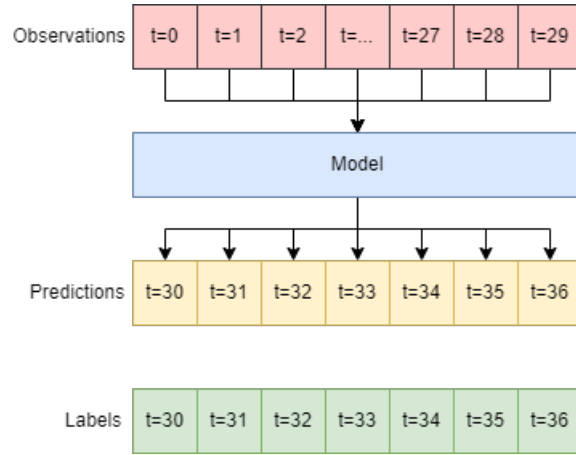 Observations t=0 t=1 t=2 t=... t=27 t=28 t=29
Model
Predictions t=30 t=31 t=32 t=33 t=34 t=35 t=36
Labels t=30 t=31 t=32 t=33 t=34 t=35 t=36